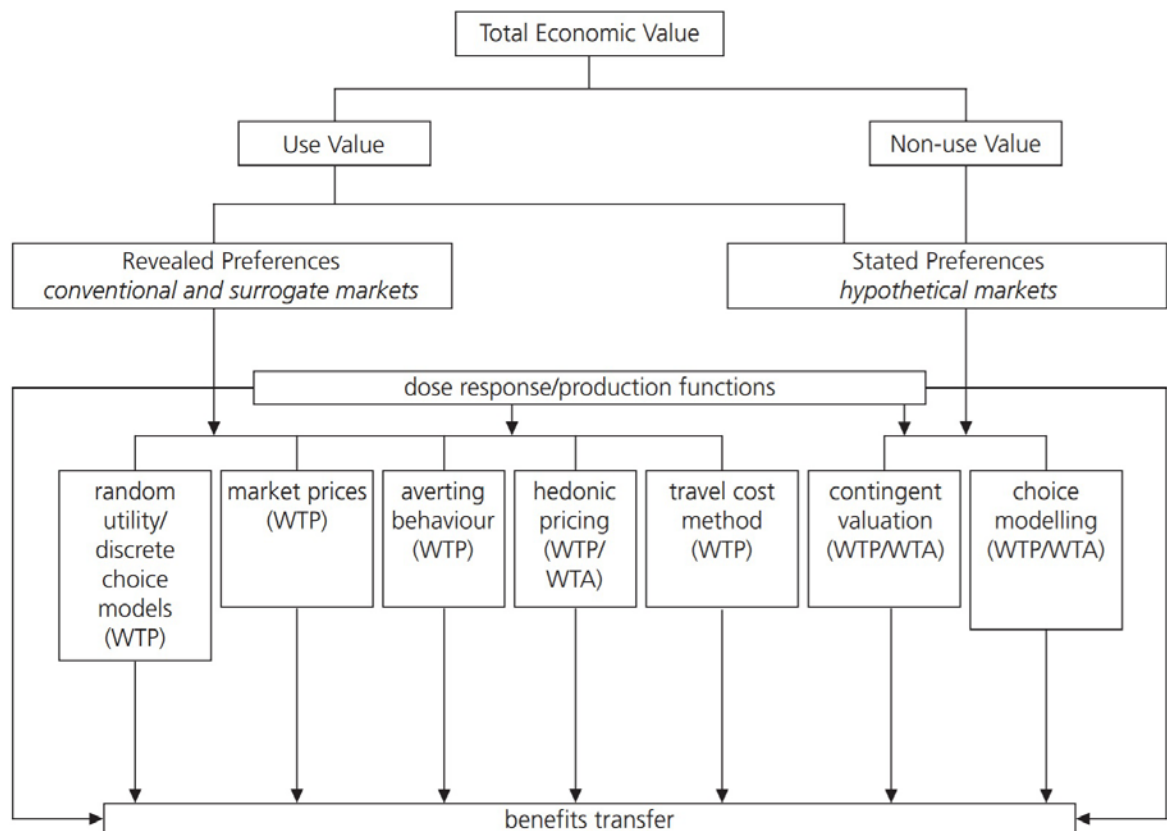 Total Economic Value
Use Value
Non-use Value
Revealed Preferences
conventional and surrogate markets
Stated Preferences
hypothetical markets
dose response/production functions
random
utility/
discrete
choice
models
(WTP)
market prices
(WTP)
averting
behaviour
(WTP)
hedonic
pricing
(WTP/
WTA)
travel cost
method
(WTP)
contingent
valuation
(WTP/WTA)
choice
modelling
(WTP/WTA)
benefits transfer